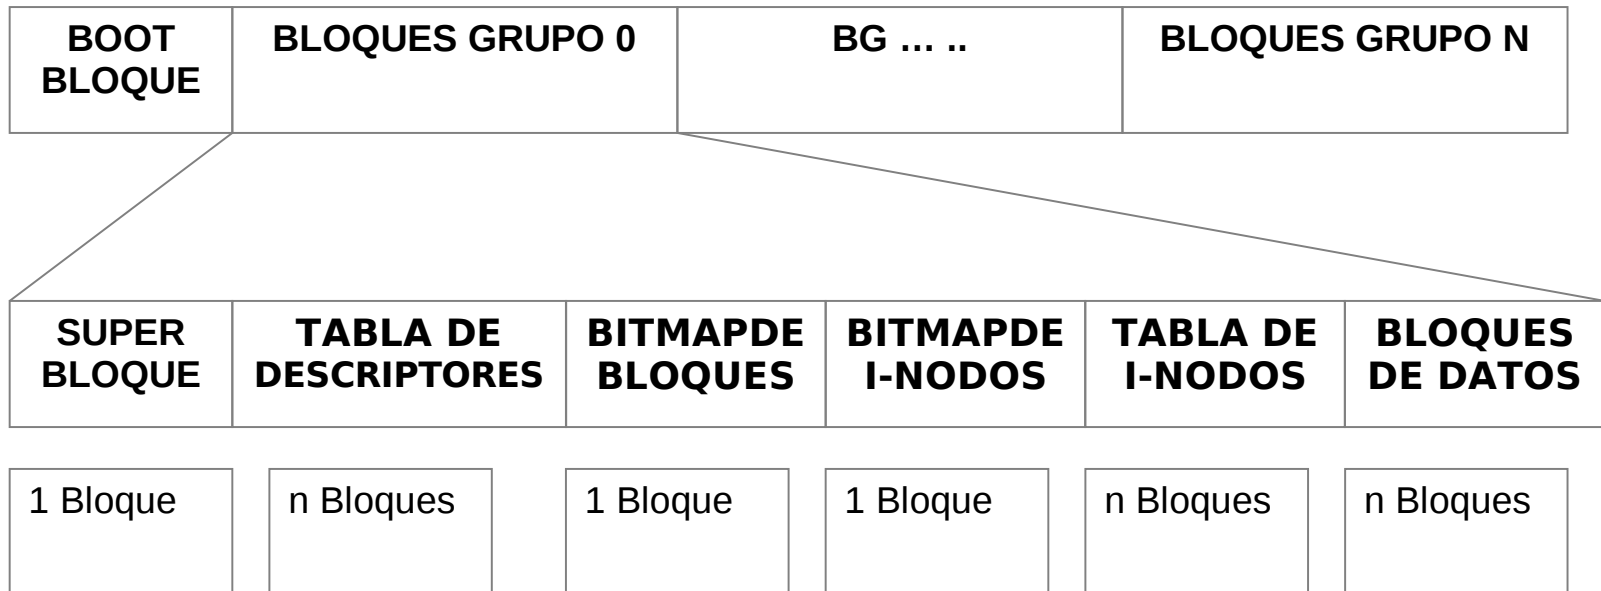 BOOT
BLOQUE
BLOQUES GRUPO 0
BG ... ..
BLOQUES GRUPO N
SUPER
BLOQUE
TABLA DE
DESCRIPTORES
BITMAPDE
BLOQUES
BITMAPDE
I-NODOS
TABLA DE
I-NODOS
BLOQUES
DE DATOS
1 Bloque
n Bloques
1 Bloque
1 Bloque
n Bloques
n Bloques